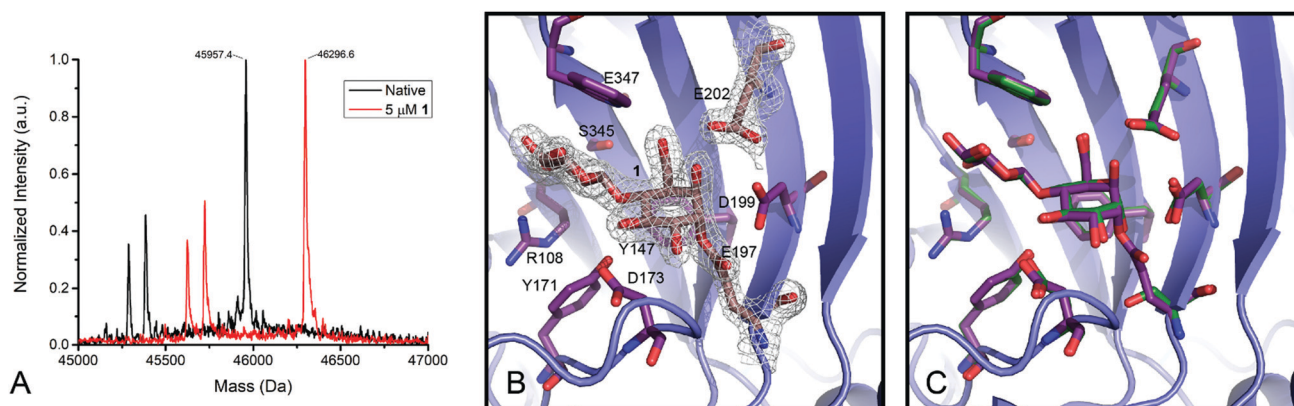 45957.4
46296.6
1.0
0.8
0.6
0.4
0.2
0.0
Normalized Intensity (a.u.)
Native
5 μM 1
45000
45500
46000
46500
47000
Mass (Da)
A
E347
E202
S345
1
D199
Y147
E197
R108
Y171
D173
B
C